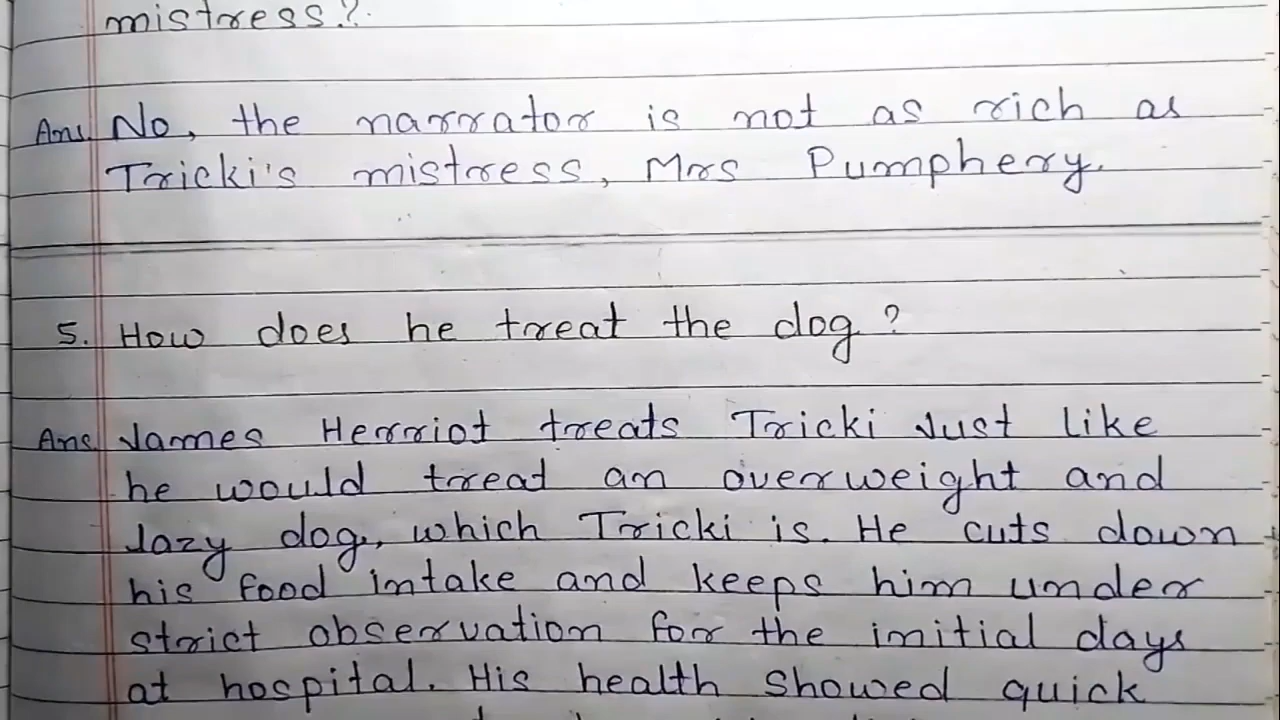 mistress?
Ans. No, the narrator is not as rich as
Tricki's mistress, Mrs Pumphery.
5. How does he treat the dog?
Ans. James Herriot treats Tricki Just like
he would treat an overweight and
lazy dog, which Tricki is. He cuts down
his food intake and keeps him under
strict observation for the initial days
at hospital. His health showed quick